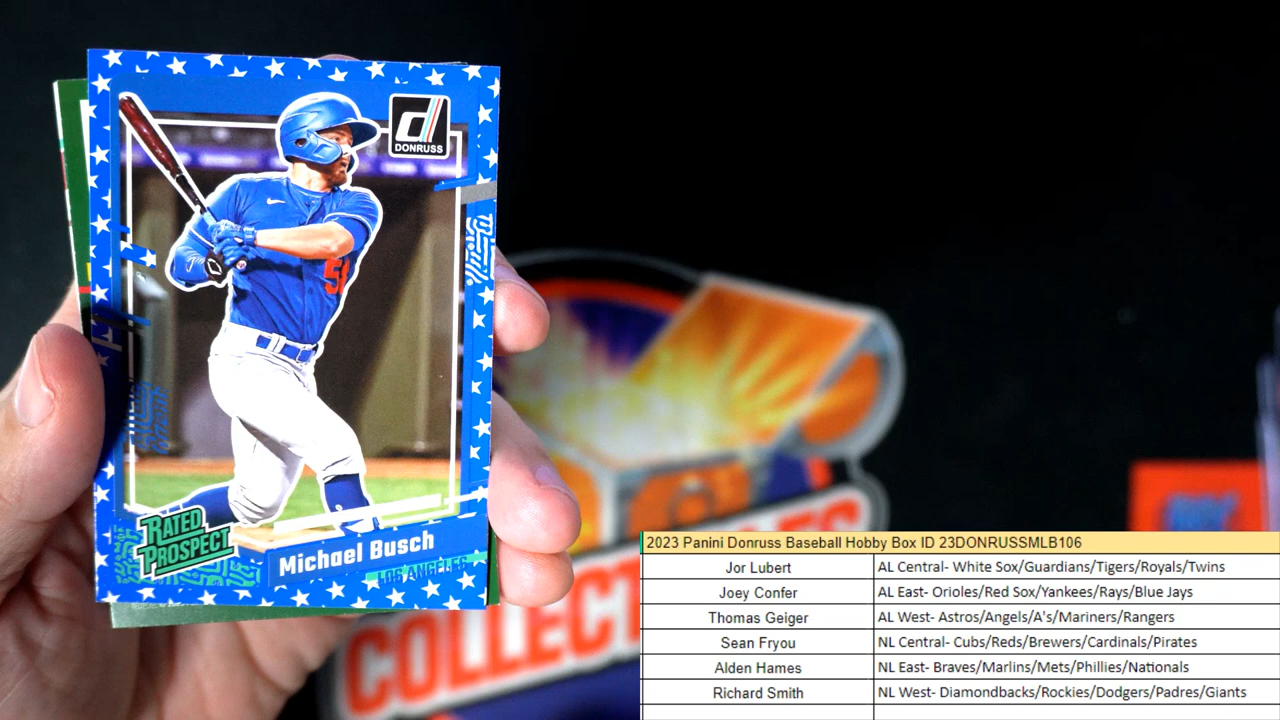 DONRUSS
RATED
PROSPECT
Michael Busch
LOS ANGELES
COLLECT
2023 Panini Donruss Baseball Hobby Box ID 23DONRUSSMLB106
Jor Lubert AL Central- White Sox/Guardians/Tigers/Royals/Twins
Joey Confer AL East- Orioles/Red Sox/Yankees/Rays/Blue Jays
Thomas Geiger AL West- Astros/Angels/A's/Mariners/Rangers
Sean Fryou NL Central- Cubs/Reds/Brewers/Cardinals/Pirates
Alden Hames NL East- Braves/Marlins/Mets/Phillies/Nationals
Richard Smith NL West- Diamondbacks/Rockies/Dodgers/Padres/Giants